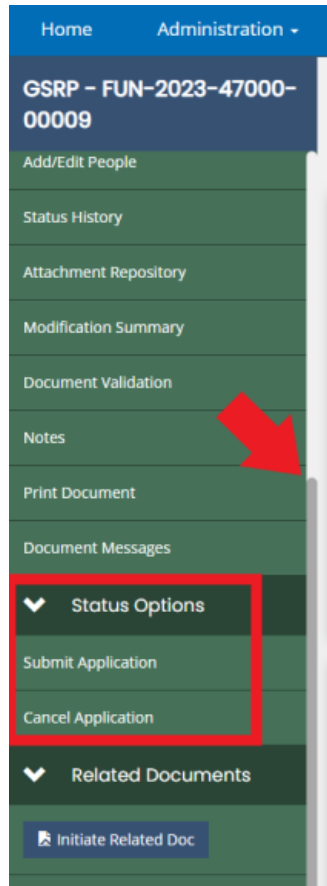 Home Administration
GSRP - FUN-2023-47000-
00009
Add/Edit People
Status History
Attachment Repository
Modification Summary
Document Validation
Notes
Print Document
Document Messages
Status Options
Submit Application
Cancel Application
Related Documents
Initiate Related Doc